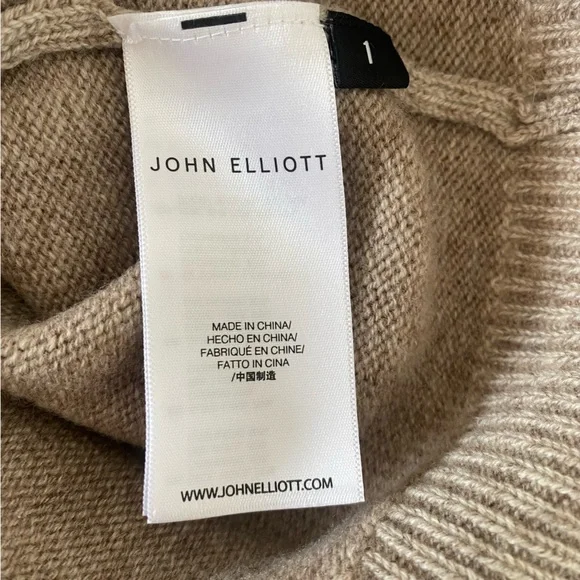 1
JOHN ELLIOTT
MADE IN CHINA/
HECHO EN CHINA/
FABRIQUÉ EN CHINE/
FATTO IN CINA
/中国制造
WWW.JOHNELLIOTT.COM